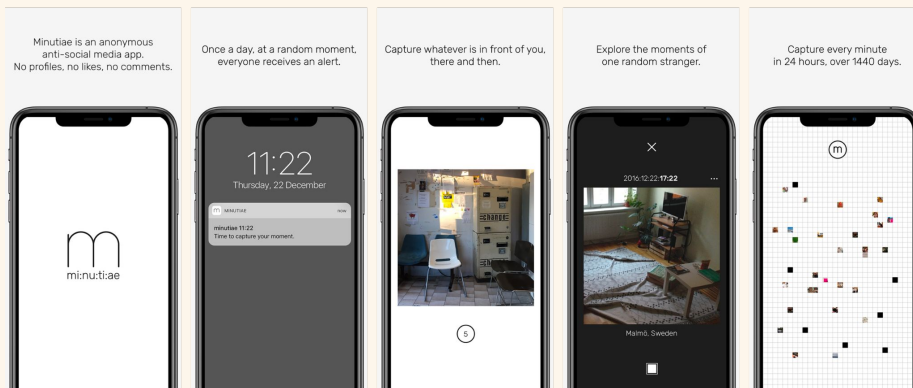 Minutiae is an anonymous
anti-social media app.
No profiles, no likes, no comments.
m
mi:nu:ti:ae
Once a day, at a random moment,
everyone receives an alert.
11:22
Thursday, 22 December
m MINUTIAE NOW
minutiae 11:22
Time to capture your moment.
Capture whatever is in front of you,
there and then.
5
Explore the moments of
one random stranger.
2016:12:22:17:22
Malmö, Sweden
Capture every minute
in 24 hours, over 1440 days.
m